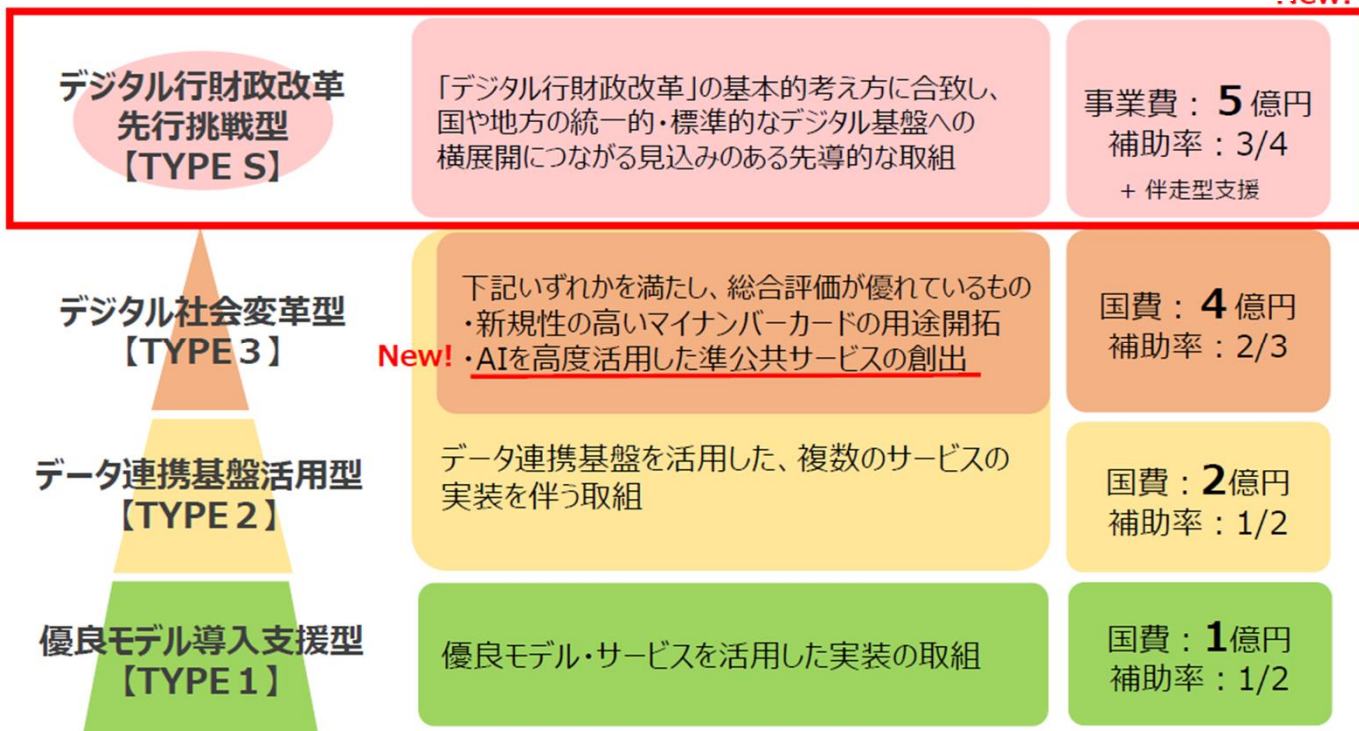 New!
デジタル行財政改革
先行挑戦型
【TYPE S】
「デジタル行財政改革」の基本的考え方に合致し、
国や地方の統一的・標準的なデジタル基盤への
横展開につながる見込みのある先導的な取組
事業費：5億円
補助率：3/4
+ 伴走型支援
デジタル社会変革型
【TYPE３】
下記いずれかを満たし、総合評価が優れているもの
・新規性の高いマイナンバーカードの用途開拓
New!・AIを高度活用した準公共サービスの創出
国費：4億円
補助率：2/3
データ連携基盤活用型
【TYPE２】
データ連携基盤を活用した、複数のサービスの
実装を伴う取組
国費：2億円
補助率：1/2
優良モデル導入支援型
【TYPE１】
優良モデル・サービスを活用した実装の取組
国費：1億円
補助率：1/2